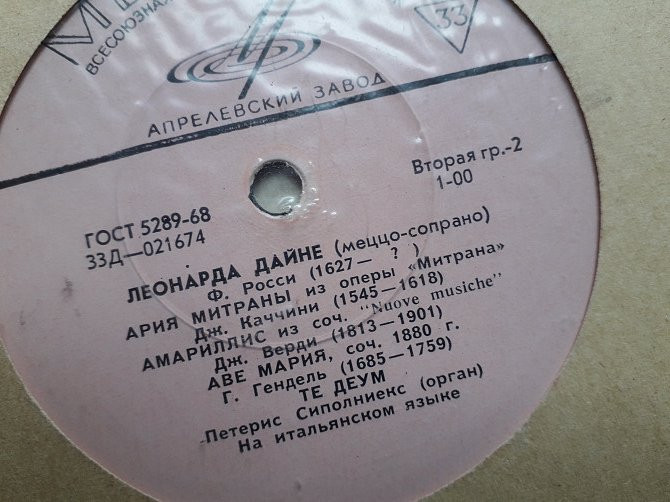 ВСЕСОЮЗНАЯ
33
АПРЕЛЕВСКИЙ ЗАВОД
Вторая гр.-2
1-00
ГОСТ 5289-68
33Д—021674
ЛЕОНАРДА ДАЙНЕ (меццо-сопрано)
Ф. Росси (1627— ? )
АРИЯ МИТРАНЫ из оперы «Митрана»
Дж. Каччини (1545—1618)
АМАРИЛЛИС из соч. "Nuove musiche"
Дж. Верди (1813—1901)
АВЕ МАРИЯ, соч. 1880 г.
Г. Гендель (1685—1759)
ТЕ ДЕУМ
Петерис Сиполниекс (орган)
На итальянском языке